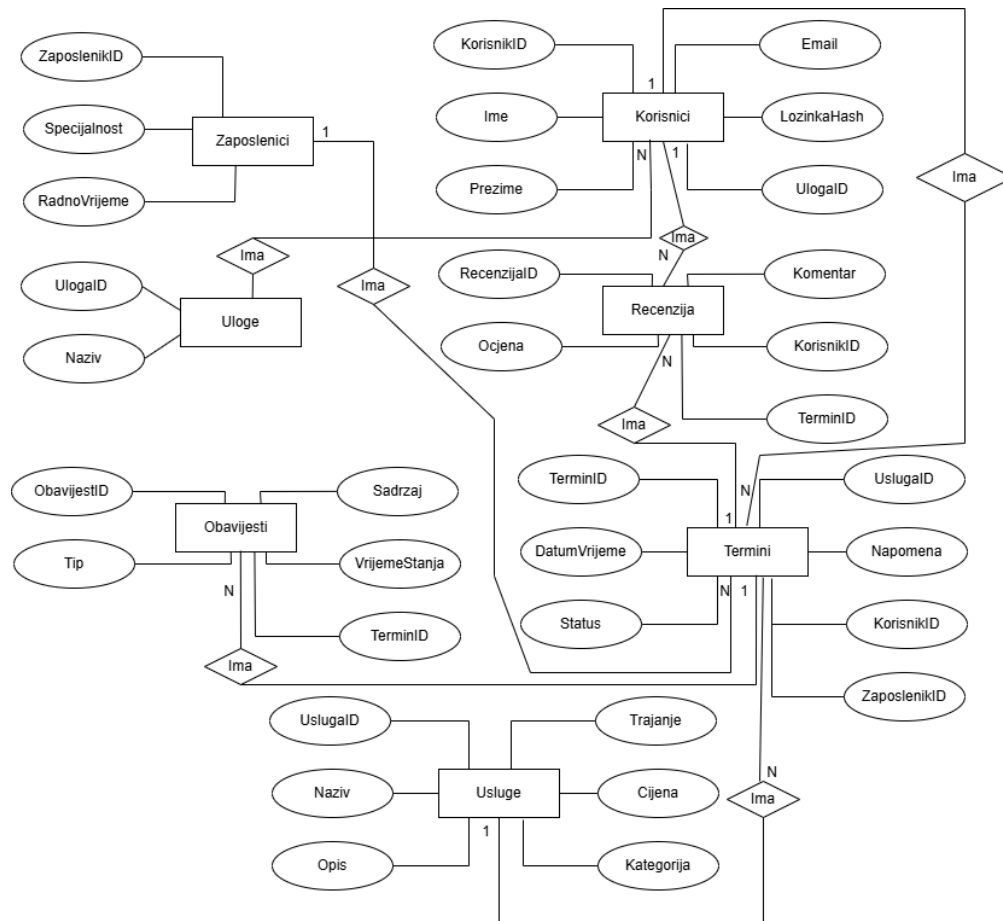 KorisnikID
Email
ZaposlenikID
1
Ime
Korisnici
LozinkaHash
Specijalnost
Zaposlenici
1
N
1
Ima
Prezime
UlogaID
RadnoVrijeme
Ima
Ima
N
RecenzijaID
Komentar
UlogaID
Ima
Uloge
Recenzija
Naziv
Ocjena
KorisnikID
N
Ima
TerminID
ObavijestID
Sadrzaj
TerminID
UslugaID
N
1
Obavijesti
Termini
Tip
VrijemeStanja
DatumVrijeme
Napomena
N
N
1
Status
KorisnikID
TerminID
Ima
ZaposlenikID
UslugaID
Trajanje
N
Naziv
Usluge
Cijena
Ima
1
Opis
Kategorija